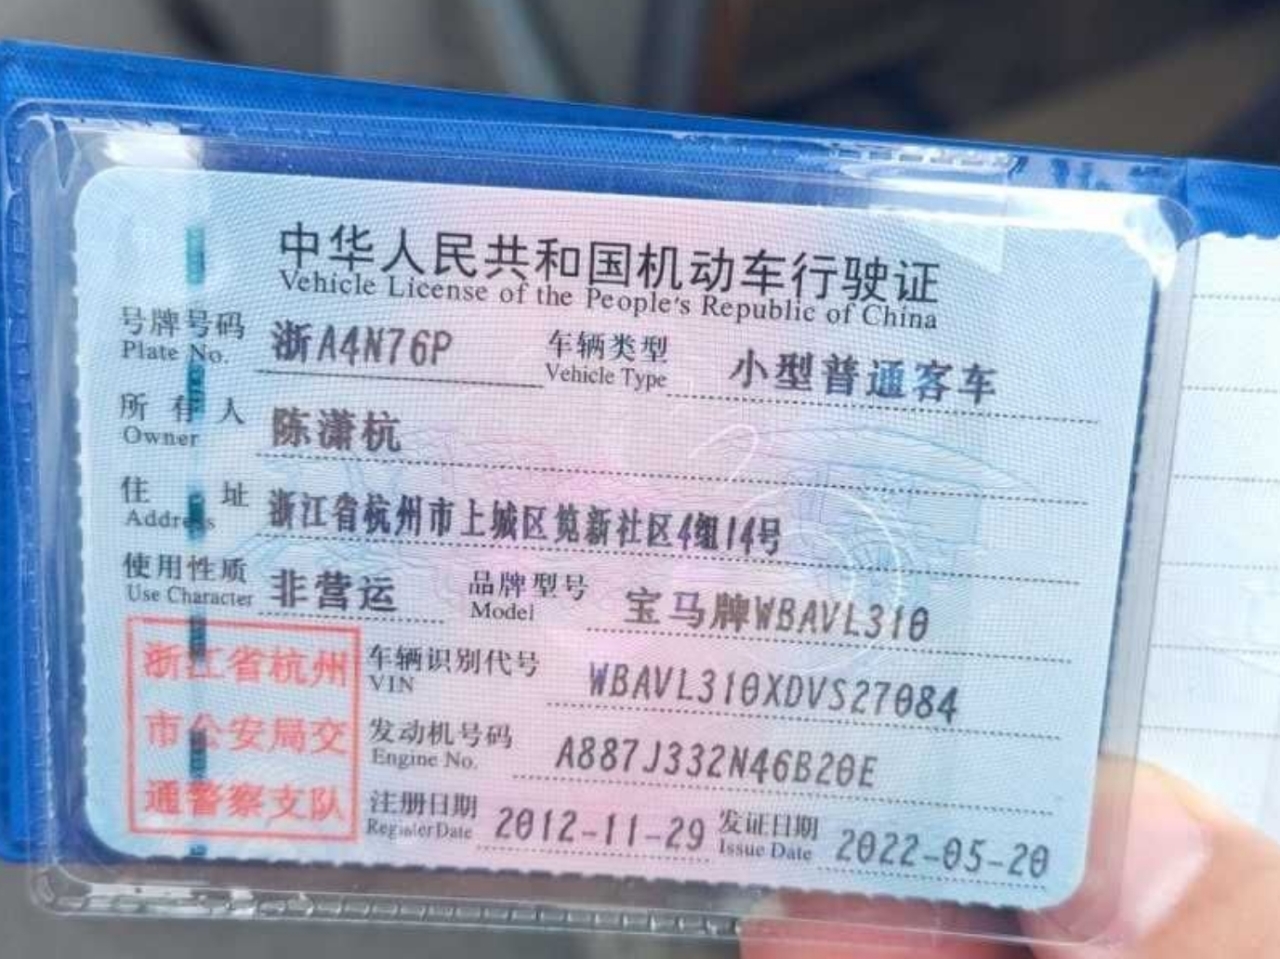 中华人民共和国机动车行驶证
Vehicle License of the People's Republic of China
号牌号码 浙A4N76P 车辆类型 小型普通客车
Plate No. Vehicle Type
所有人 陈潇杭
Owner
住址 浙江省杭州市上城区笕新社区4组14号
Address
使用性质 非营运 品牌型号 宝马牌WBAVL310
Use Character Model
车辆识别代号 WBAVL310XDVS27084
VIN
发动机号码 A887J332N46B20E
Engine No.
注册日期 2012-11-29 发证日期 2022-05-20
Register Date Issue Date
浙江省杭州
市公安局交
通警察支队